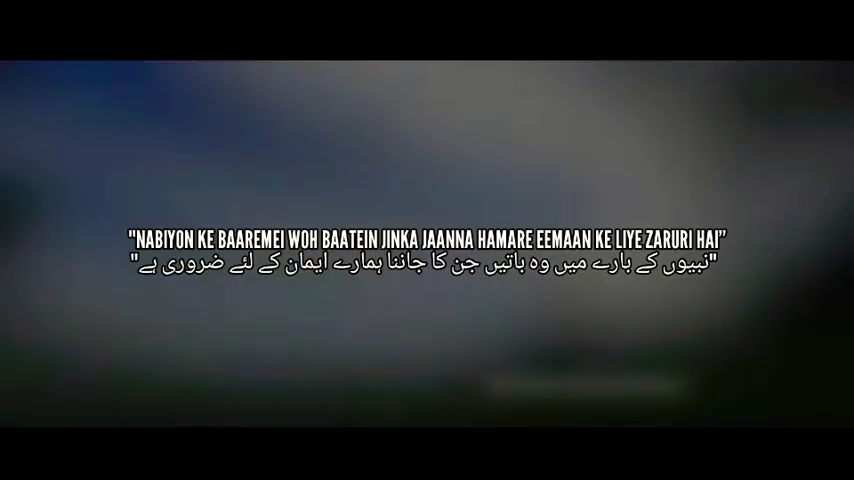 "NABIYON KE BAAREMEI WOH BAATEIN JINKA JAANNA HAMARE EEMAAN KE LIYE ZARURI HAI"
"نبیوں کے بارے میں وہ باتیں جن کا جاننا ہمارے ایمان کے لئے ضروری ہے"